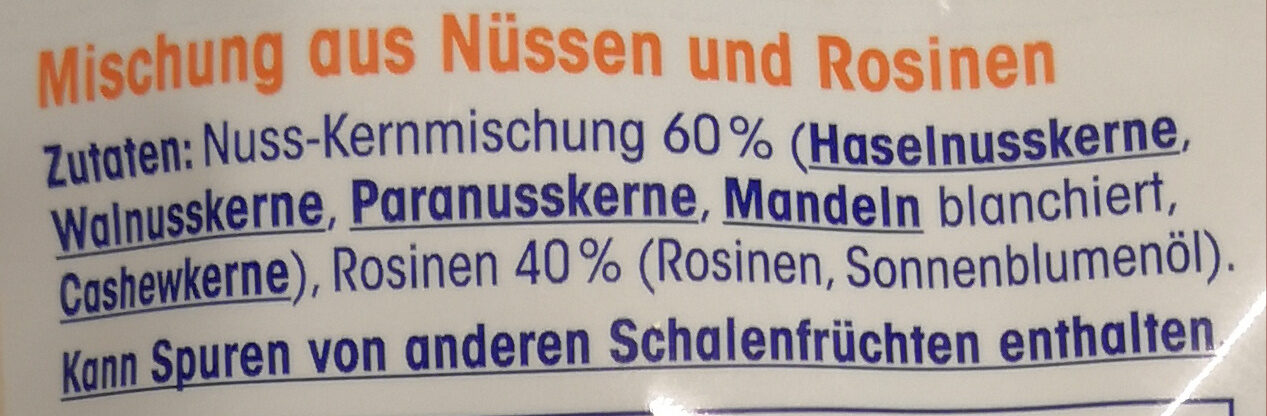 Mischung aus Nüssen und Rosinen
Zutaten: Nuss-Kernmischung 60% (Haselnusskerne,
Walnusskerne, Paranusskerne, Mandeln blanchiert,
Cashewkerne), Rosinen 40% (Rosinen, Sonnenblumenöl).
Kann Spuren von anderen Schalenfrüchten enthalten